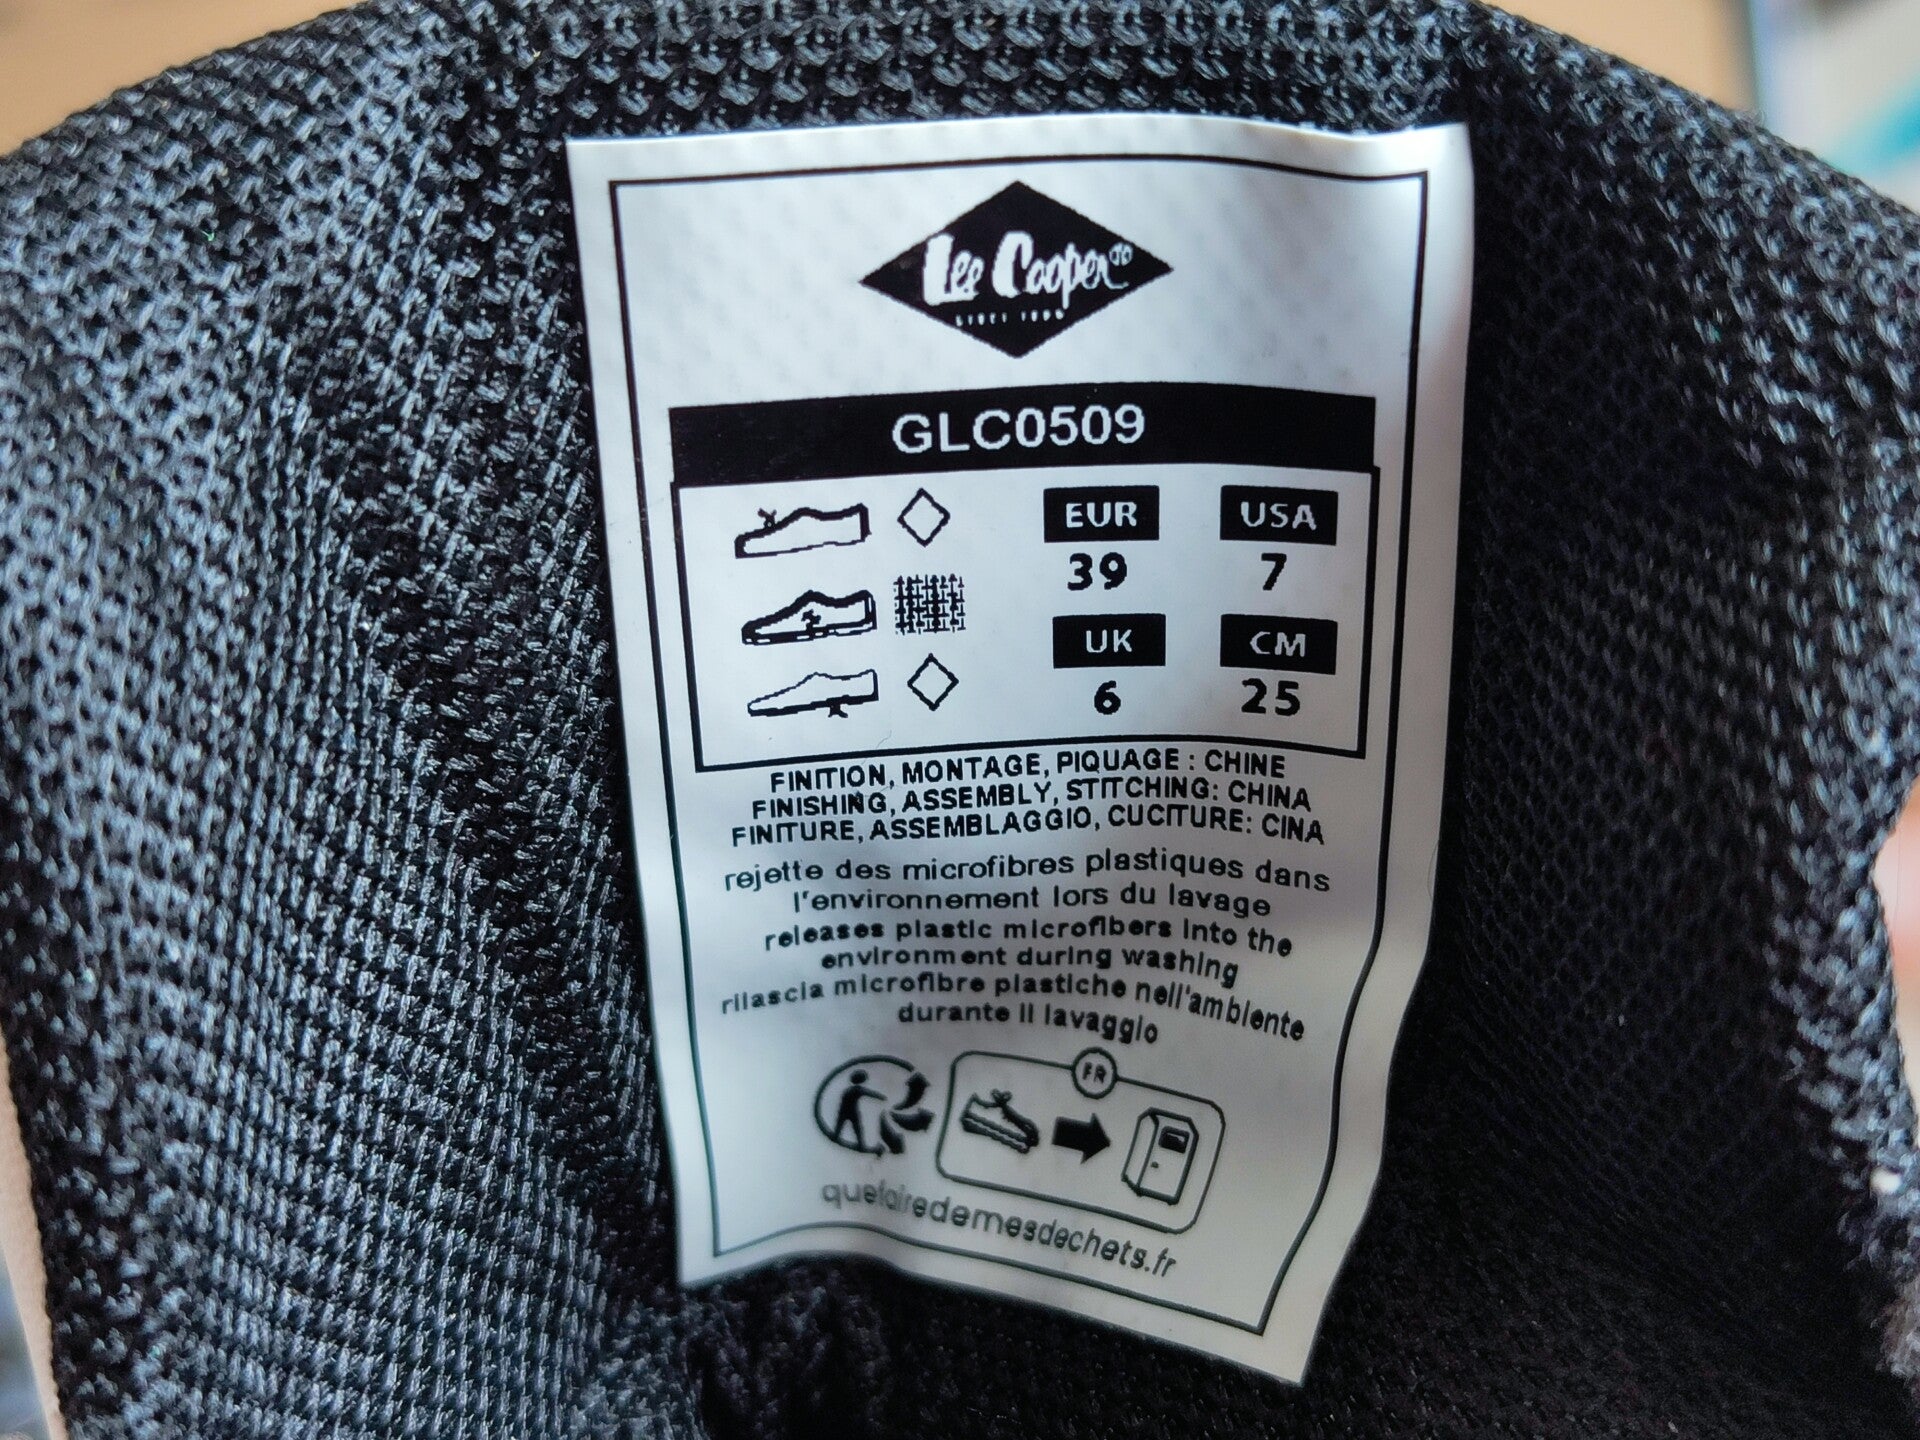 Lee Cooper
GLC0509
EUR USA
39 7
UK CM
6 25
FINITION, MONTAGE, PIQUAGE : CHINE
FINISHING, ASSEMBLY, STITCHING: CHINA
FINITURE, ASSEMBLAGGIO, CUCITURE: CINA
rejette des microfibres plastiques dans
l'environnement lors du lavage
releases plastic microfibers into the
environment during washing
rilascia microfibre plastiche nell'ambiente
durante il lavaggio
FR
quefairedemesdechets.fr